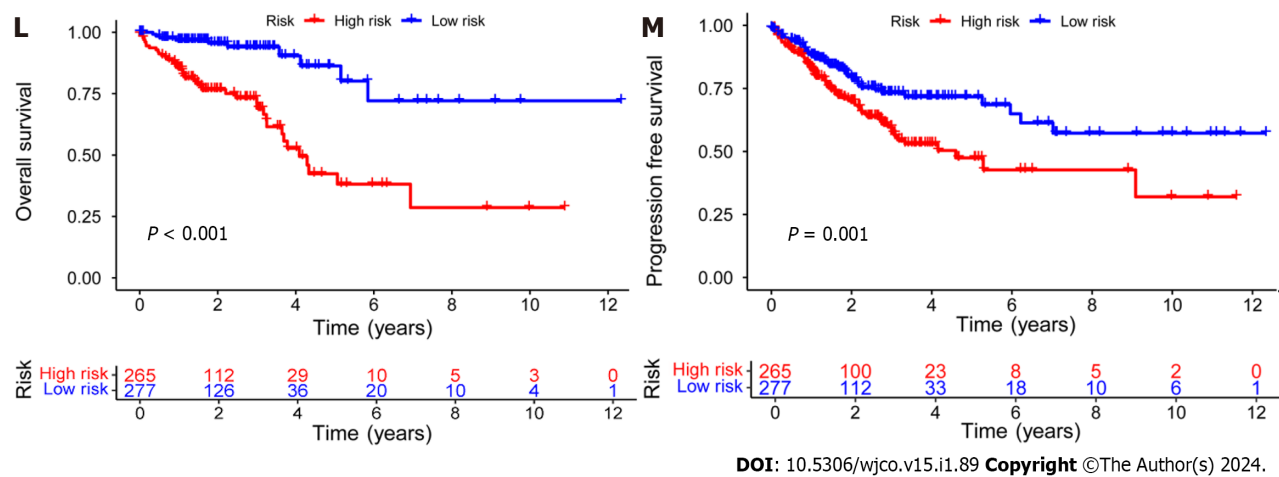 L
Risk High risk Low risk
Overall survival
1.00
0.75
0.50
0.25
0.00
P < 0.001
0 2 4 6 8 10 12
Time (years)
Risk
High risk 265 112 29 10 5 3 0
Low risk 277 126 36 20 10 4 1
0 2 4 6 8 10 12
Time (years)
M
Risk High risk Low risk
Progression free survival
1.00
0.75
0.50
0.25
0.00
P = 0.001
0 2 4 6 8 10 12
Time (years)
Risk
High risk 265 100 23 8 5 2 0
Low risk 277 112 33 18 10 6 1
0 2 4 6 8 10 12
Time (years)
DOI: 10.5306/wjco.v15.i1.89 Copyright ©The Author(s) 2024.